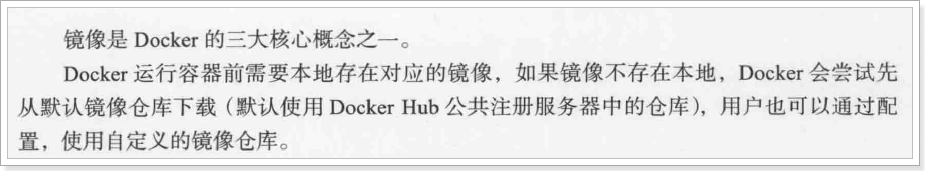 镜像是 Docker 的三大核心概念之一。
Docker 运行容器前需要本地存在对应的镜像，如果镜像不存在本地，Docker 会尝试先
从默认镜像仓库下载（默认使用 Docker Hub 公共注册服务器中的仓库），用户也可以通过配
置，使用自定义的镜像仓库。